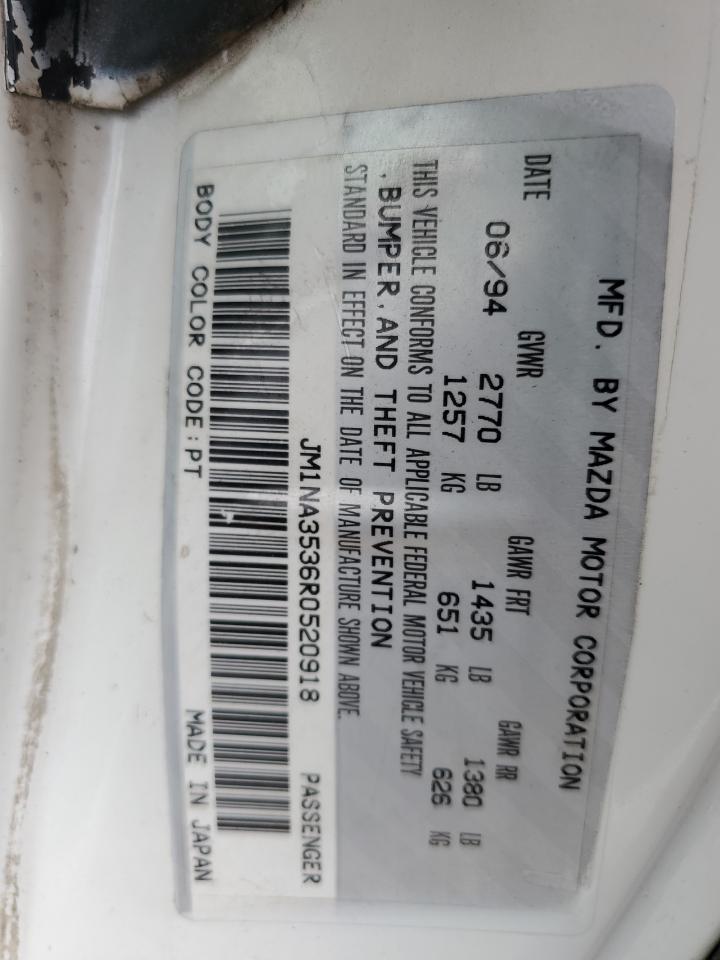 MFD. BY MAZDA MOTOR CORPORATION
DATE GVWR GAWR FRT GAWR RR
06/94 2770 LB 1435 LB 1380 LB
1257 KG 651 KG 626 KG
THIS VEHICLE CONFORMS TO ALL APPLICABLE FEDERAL MOTOR VEHICLE SAFETY
, BUMPER, AND THEFT PREVENTION
STANDARD IN EFFECT ON THE DATE OF MANUFACTURE SHOWN ABOVE.
JM1NA3536R0520918 PASSENGER
BODY COLOR CODE:PT MADE IN JAPAN